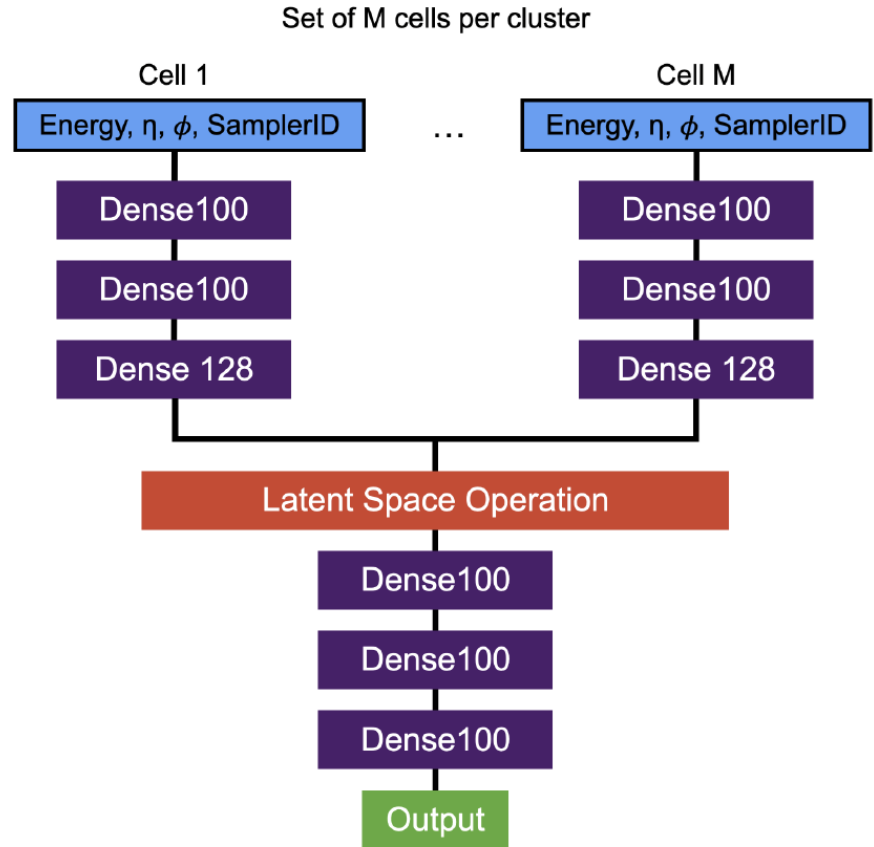 Set of M cells per cluster
Cell 1
Cell M
Energy, η, ϕ, SamplerID
...
Energy, η, ϕ, SamplerID
Dense100
Dense100
Dense100
Dense100
Dense 128
Dense 128
Latent Space Operation
Dense100
Dense100
Dense100
Output